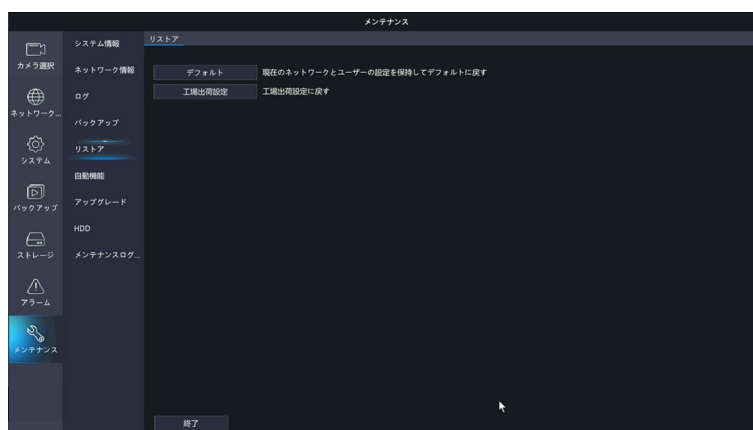 メンテナンス
カメラ選択
ネットワーク...
システム
バックアップ
ストレージ
アラーム
メンテナンス
システム情報
ネットワーク情報
ログ
バックアップ
リストア
自動機能
アップグレード
HDD
メンテナンスログ...
リストア
デフォルト 現在のネットワークとユーザーの設定を保持してデフォルトに戻す
工場出荷設定 工場出荷設定に戻す
終了